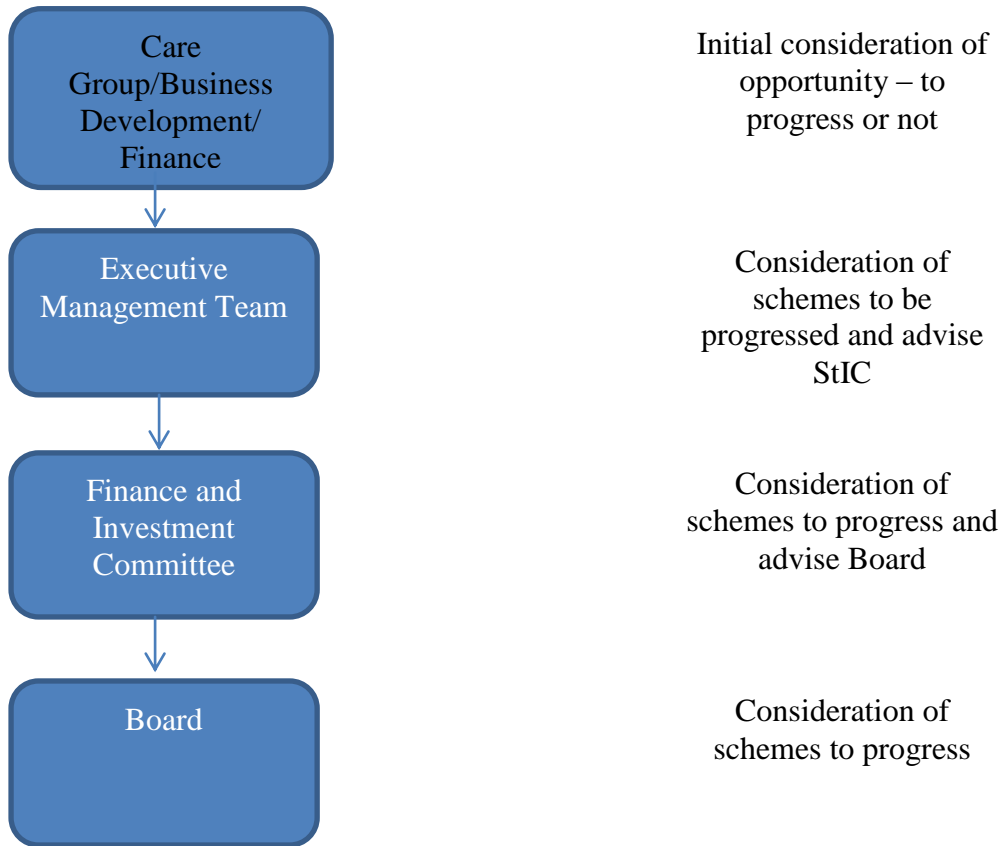 Care
Group/Business
Development/
Finance
Initial consideration of
opportunity – to
progress or not
Executive
Management Team
Consideration of
schemes to be
progressed and advise
StIC
Finance and
Investment
Committee
Consideration of
schemes to progress and
advise Board
Board
Consideration of
schemes to progress